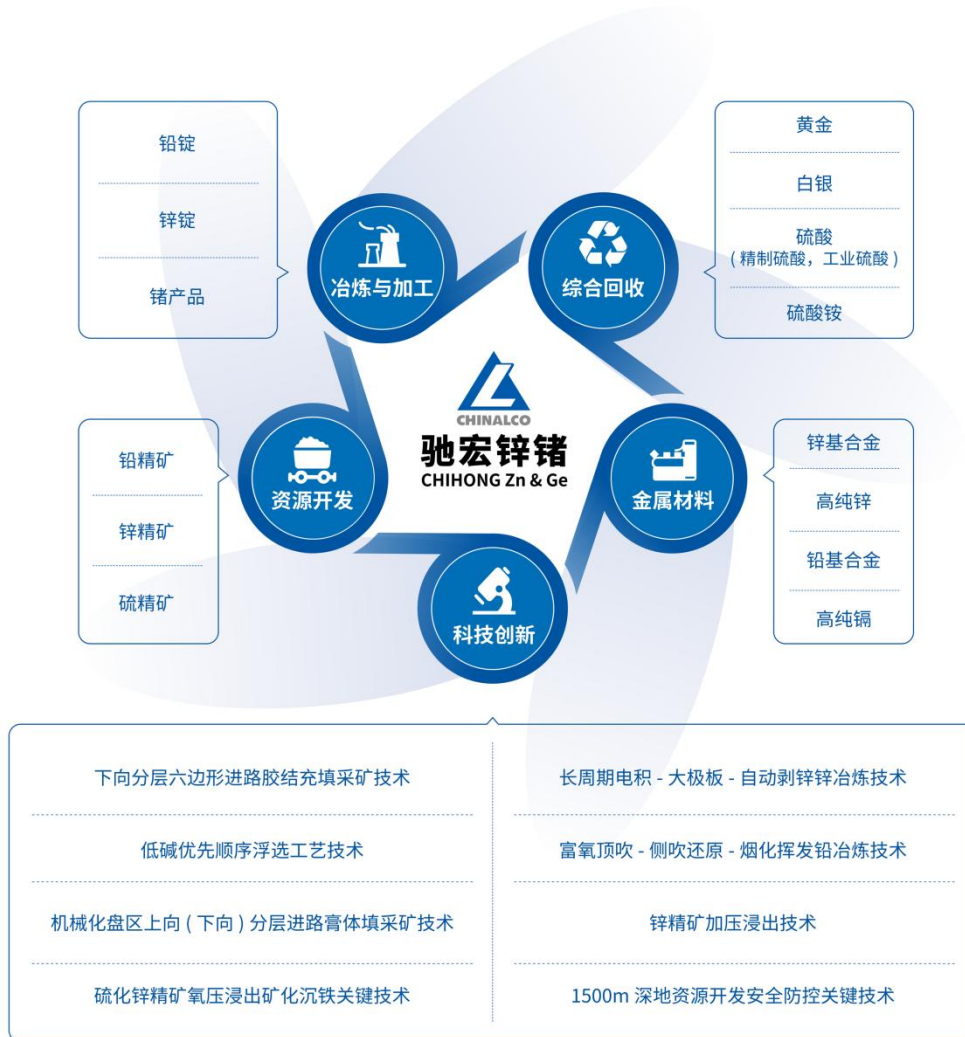 铅锭
锌锭
锗产品
冶炼与加工
黄金
白银
硫酸
( 精制硫酸，工业硫酸 )
硫酸铵
综合回收
CHINALCO
驰宏锌锗
CHIHONG Zn & Ge
铅精矿
锌精矿
硫精矿
资源开发
锌基合金
高纯锌
铅基合金
高纯镉
金属材料
科技创新
下向分层六边形进路胶结充填采矿技术
长周期电积 - 大极板 - 自动剥锌锌冶炼技术
低碱优先顺序浮选工艺技术
富氧顶吹 - 侧吹还原 - 烟化挥发铅冶炼技术
机械化盘区上向 ( 下向 ) 分层进路膏体填采矿技术
锌精矿加压浸出技术
硫化锌精矿氧压浸出矿化沉铁关键技术
1500m 深地资源开发安全防控关键技术